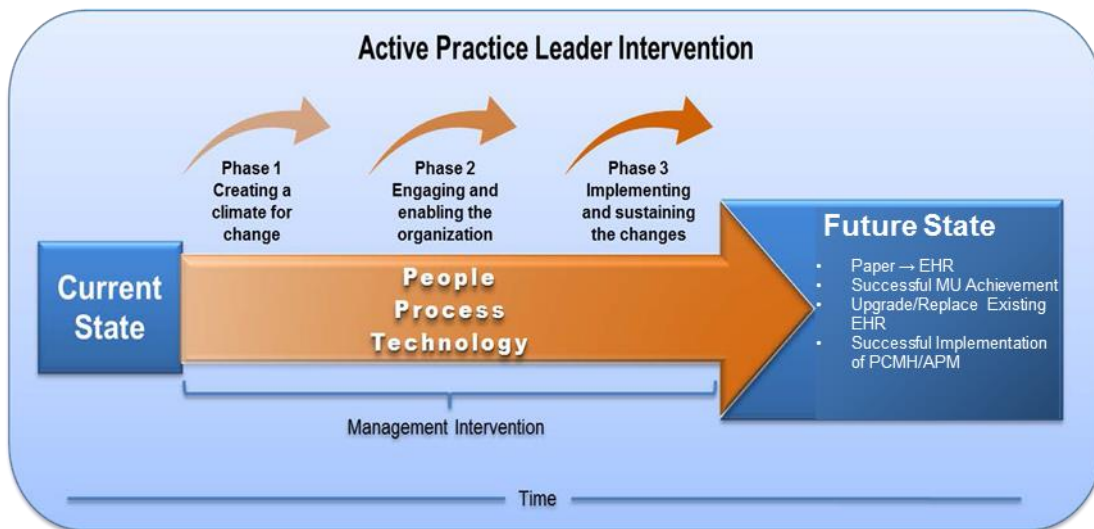 Active Practice Leader Intervention
Phase 1
Creating a
climate for
change
Phase 2
Engaging and
enabling the
organization
Phase 3
Implementing
and sustaining
the changes
Current
State
People
Process
Technology
Future State
• Paper → EHR
• Successful MU Achievement
• Upgrade/Replace Existing
EHR
• Successful Implementation
of PCMH/APM
Management Intervention
Time